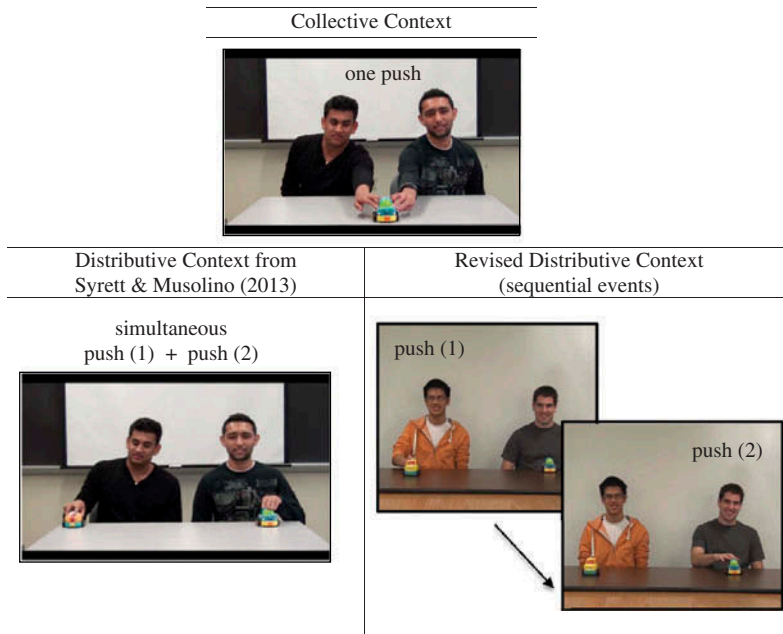 Collective Context
one push
Distributive Context from
Syrett & Musolino (2013)
simultaneous
push (1) + push (2)
Revised Distributive Context
(sequential events)
push (1)
push (2)